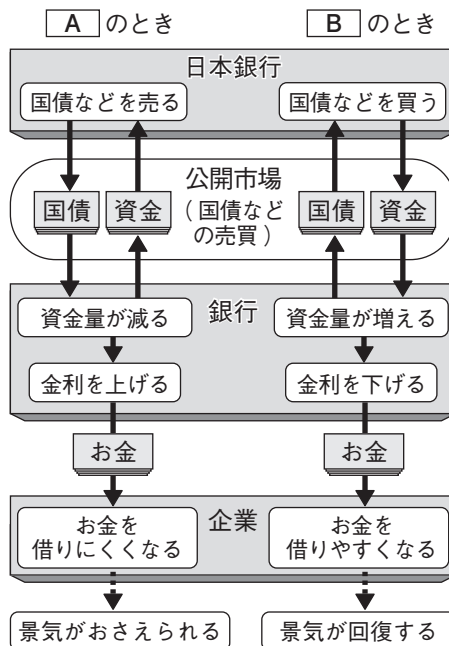 A のとき
B のとき
日本銀行
国債などを売る
国債などを買う
公開市場
(国債など
の売買)
国債
資金
国債
資金
銀行
資金量が減る
資金量が増える
金利を上げる
金利を下げる
お金
お金
企業
お金を
借りにくくなる
お金を
借りやすくなる
景気がおさえられる
景気が回復する